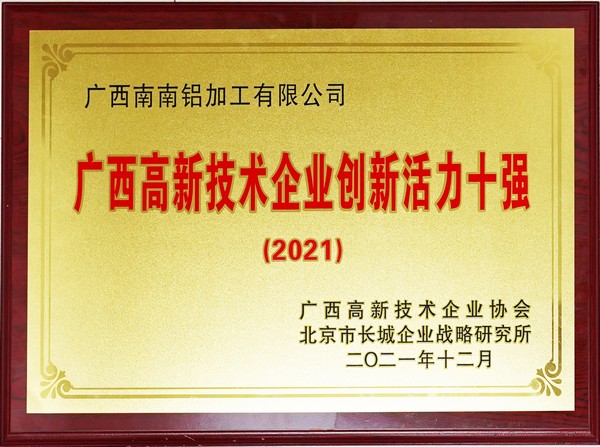 广西南南铝加工有限公司
广西高新技术企业创新活力十强
(2021)
广西高新技术企业协会
北京市长城企业战略研究所
二〇二一年十二月